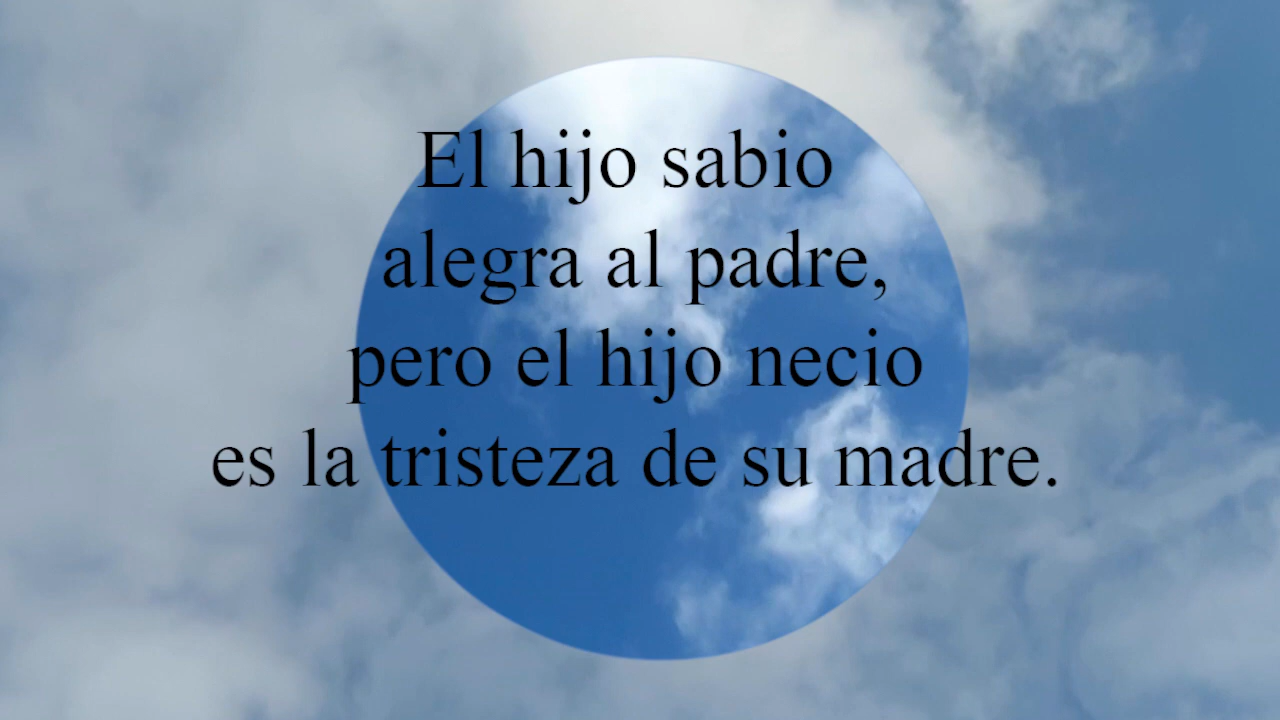 El hijo sabio
alegra al padre,
pero el hijo necio
es la tristeza de su madre.